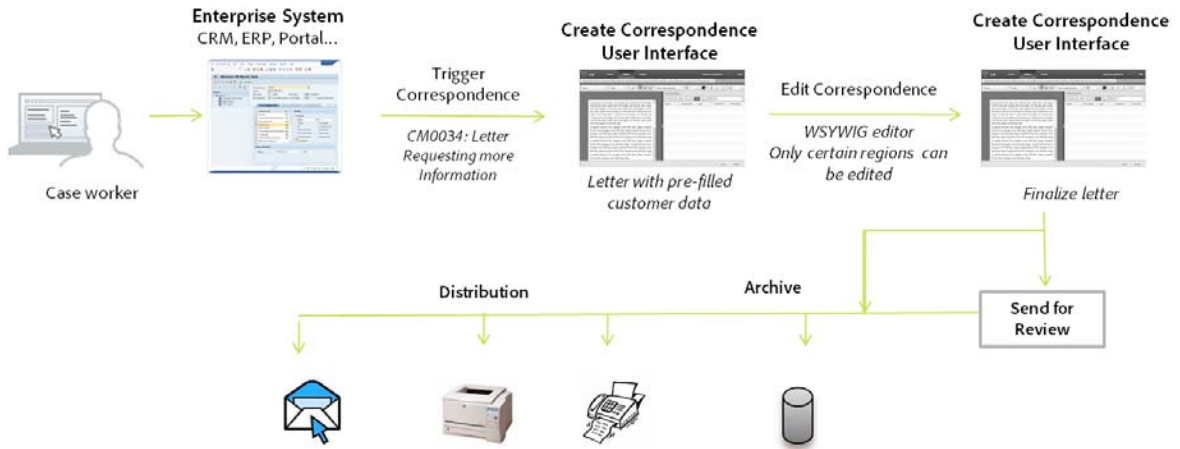 Enterprise System
CRM, ERP, Portal...
Case worker
Trigger
Correspondence
CM0034: Letter
Requesting more
Information
Create Correspondence
User Interface
Letter with pre-filled
customer data
Edit Correspondence
WSYWIG editor
Only certain regions can
be edited
Create Correspondence
User Interface
Finalize letter
Distribution
Archive
Send for
Review